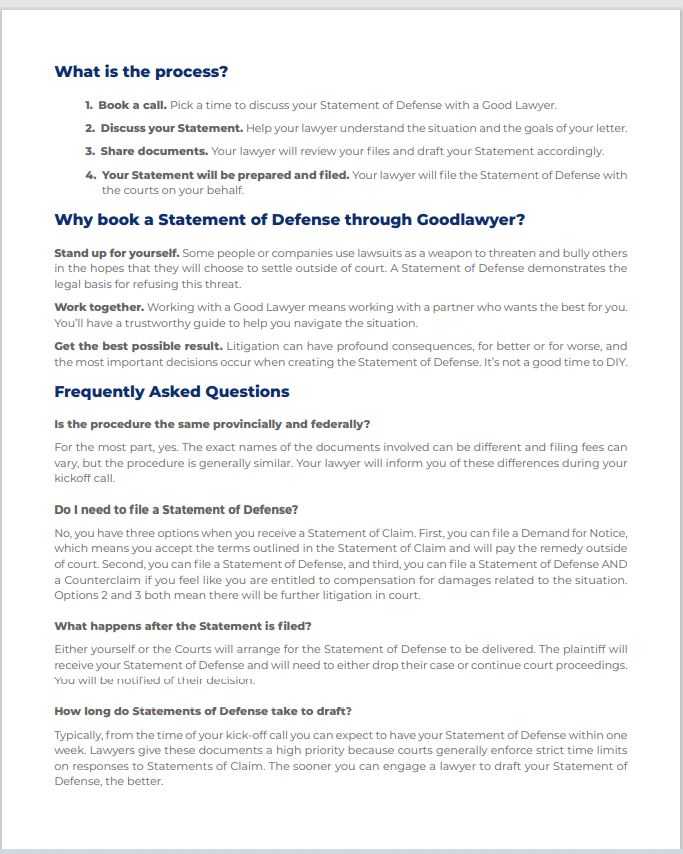 What is the process?
1. Book a call. Pick a time to discuss your Statement of Defense with a Good Lawyer.
2. Discuss your Statement. Help your lawyer understand the situation and the goals of your letter.
3. Share documents. Your lawyer will review your files and draft your Statement accordingly.
4. Your Statement will be prepared and filed. Your lawyer will file the Statement of Defense with
the courts on your behalf.
Why book a Statement of Defense through Goodlawyer?
Stand up for yourself. Some people or companies use lawsuits as a weapon to threaten and bully others
in the hopes that they will choose to settle outside of court. A Statement of Defense demonstrates the
legal basis for refusing this threat.
Work together. Working with a Good Lawyer means working with a partner who wants the best for you.
You'll have a trustworthy guide to help you navigate the situation.
Get the best possible result. Litigation can have profound consequences, for better or for worse, and
the most important decisions occur when creating the Statement of Defense. It's not a good time to DIY.
Frequently Asked Questions
Is the procedure the same provincially and federally?
For the most part, yes. The exact names of the documents involved can be different and filing fees can
vary, but the procedure is generally similar. Your lawyer will inform you of these differences during your
kickoff call.
Do I need to file a Statement of Defense?
No, you have three options when you receive a Statement of Claim. First, you can file a Demand for Notice,
which means you accept the terms outlined in the Statement of Claim and will pay the remedy outside
of court. Second, you can file a Statement of Defense, and third, you can file a Statement of Defense AND
a Counterclaim if you feel like you are entitled to compensation for damages related to the situation.
Options 2 and 3 both mean there will be further litigation in court.
What happens after the Statement is filed?
Either yourself or the Courts will arrange for the Statement of Defense to be delivered. The plaintiff will
receive your Statement of Defense and will need to either drop their case or continue court proceedings.
You will be notified of their decision.
How long do Statements of Defense take to draft?
Typically, from the time of your kick-off call you can expect to have your Statement of Defense within one
week. Lawyers give these documents a high priority because courts generally enforce strict time limits
on responses to Statements of Claim. The sooner you can engage a lawyer to draft your Statement of
Defense, the better.